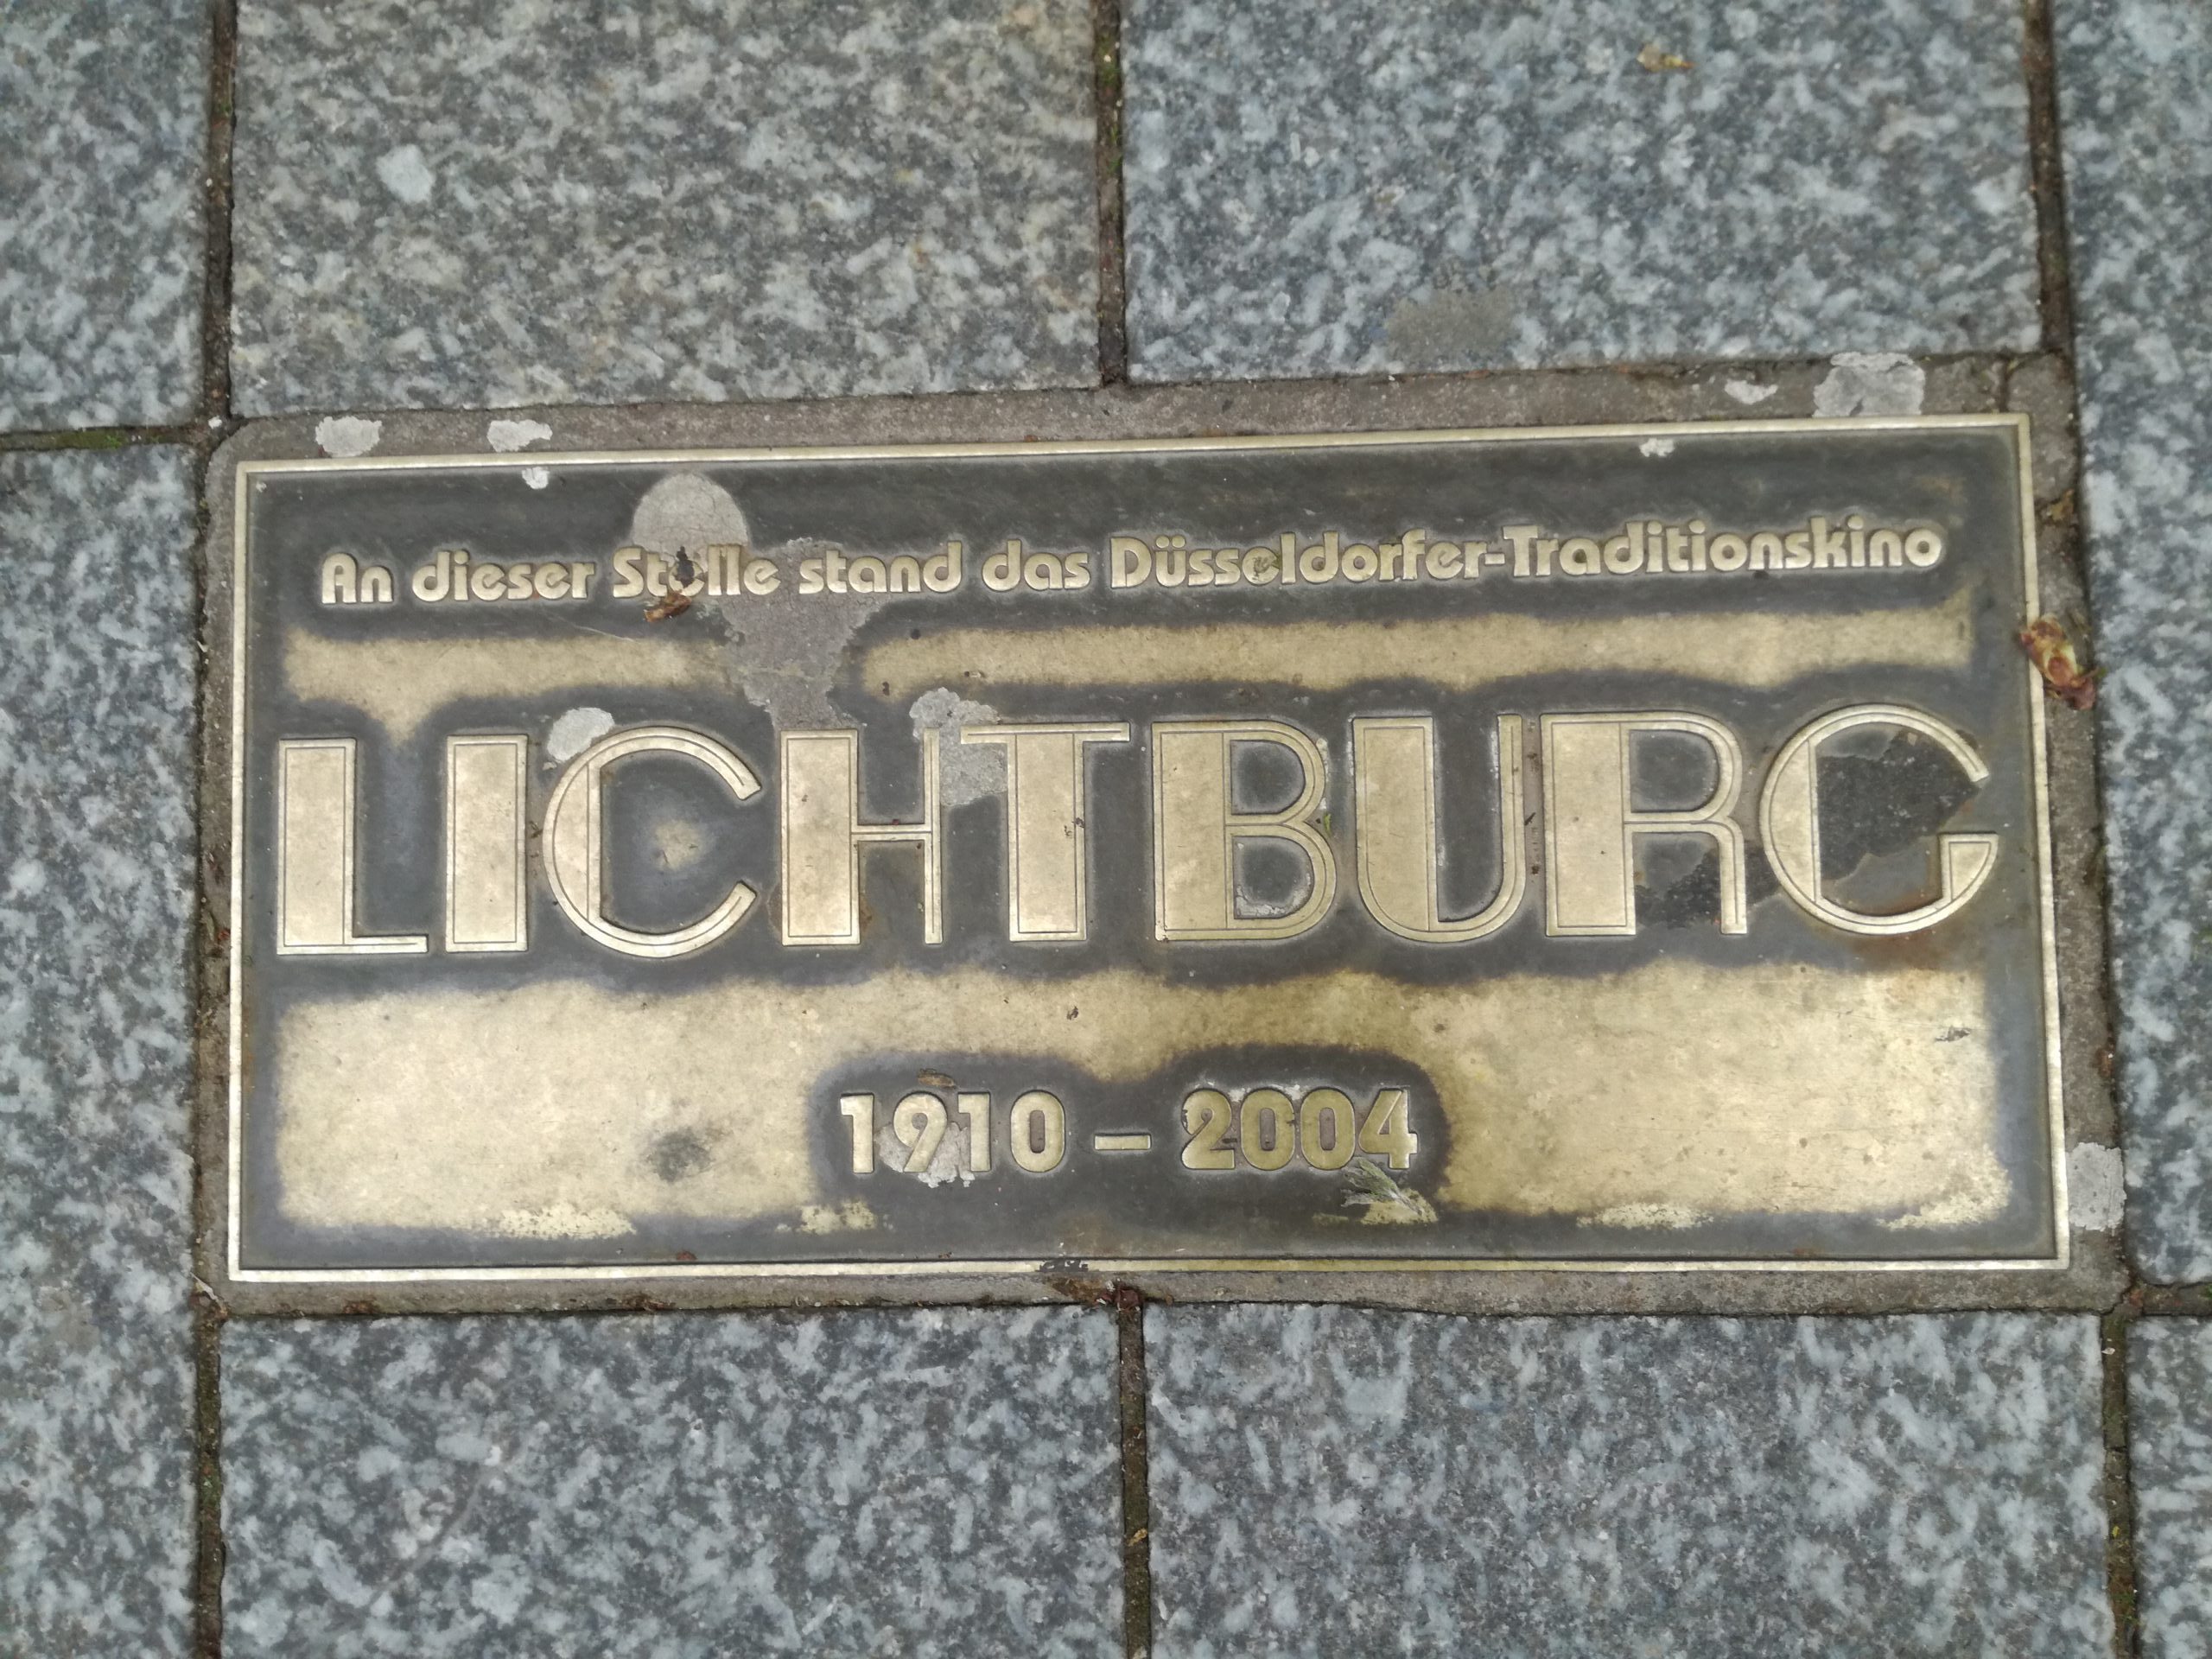 An dieser Stelle stand das Düsseldorfer-Traditionskino
LICHTBURG
1910 – 2004